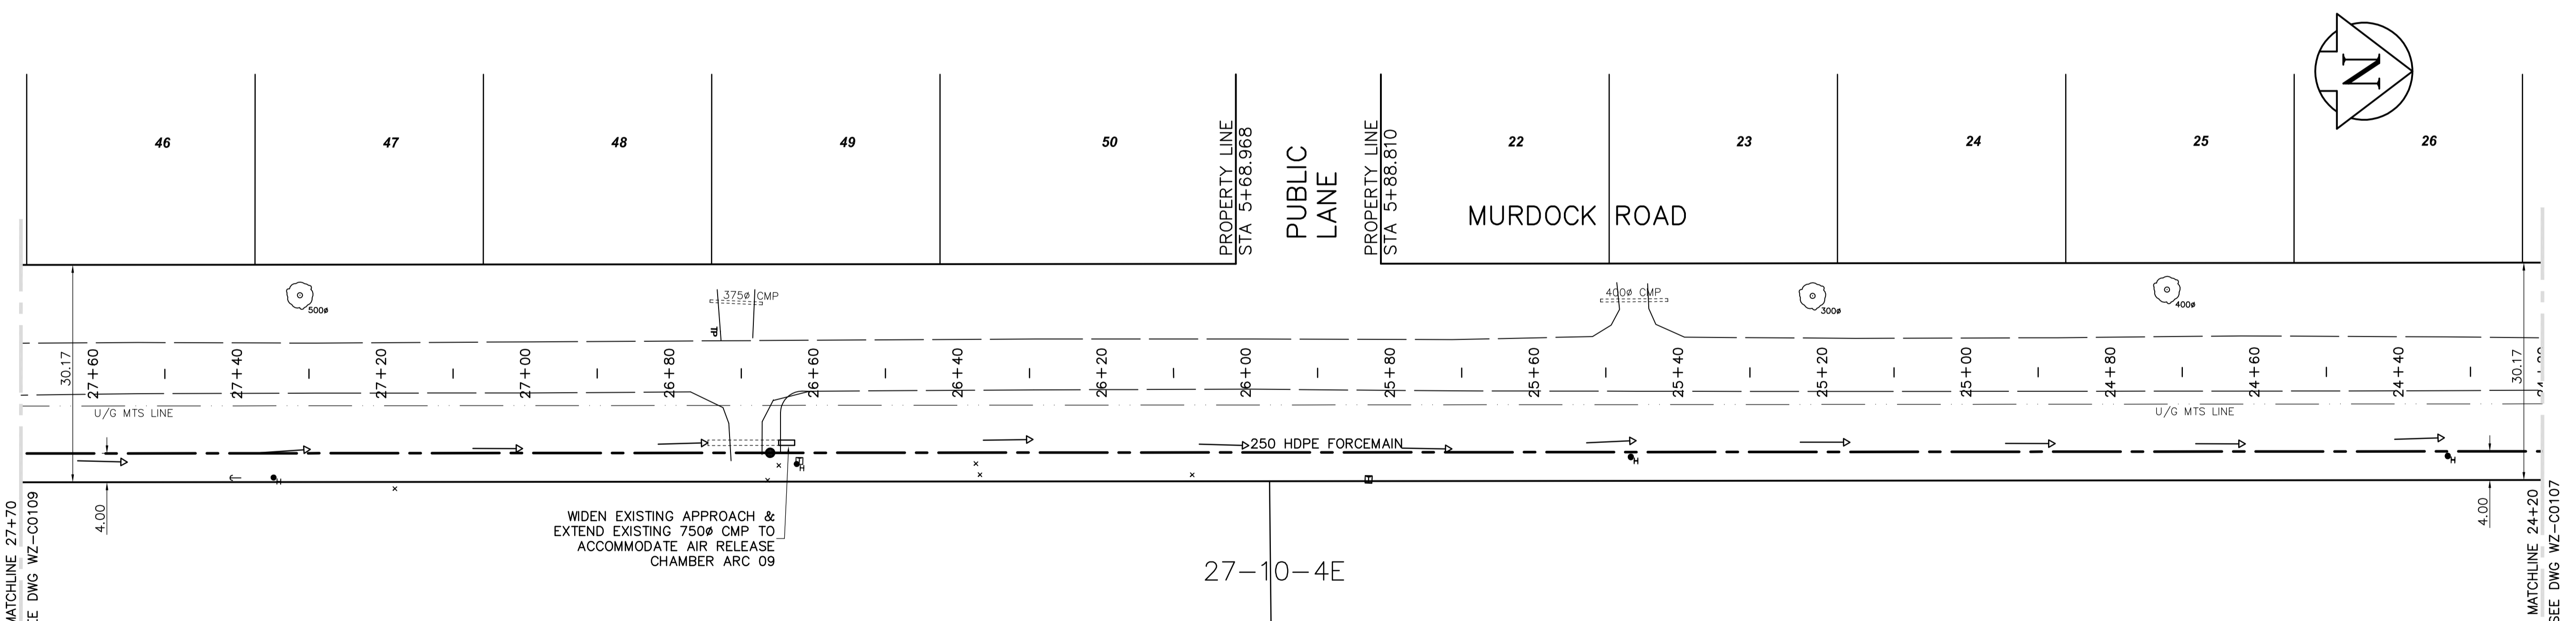 N
46
47
48
49
50
22
23
24
25
26
PROPERTY LINE
STA 5+68.968
PUBLIC
LANE
PROPERTY LINE
STA 5+88.810
MURDOCK ROAD
500ø
375ø CMP
400ø CMP
300ø
400ø
TP
30.17
27+60
27+40
27+20
27+00
26+80
26+60
26+40
26+20
26+00
25+80
25+60
25+40
25+20
25+00
24+80
24+60
24+40
30.17
U/G MTS LINE
U/G MTS LINE
250 HDPE FORCEMAIN
H
H
H
H
4.00
4.00
WIDEN EXISTING APPROACH &
EXTEND EXISTING 750ø CMP TO
ACCOMMODATE AIR RELEASE
CHAMBER ARC 09
27-10-4E
MATCHLINE 27+70
EE DWG WZ-C0109
MATCHLINE 24+20
SEE DWG WZ-C0107